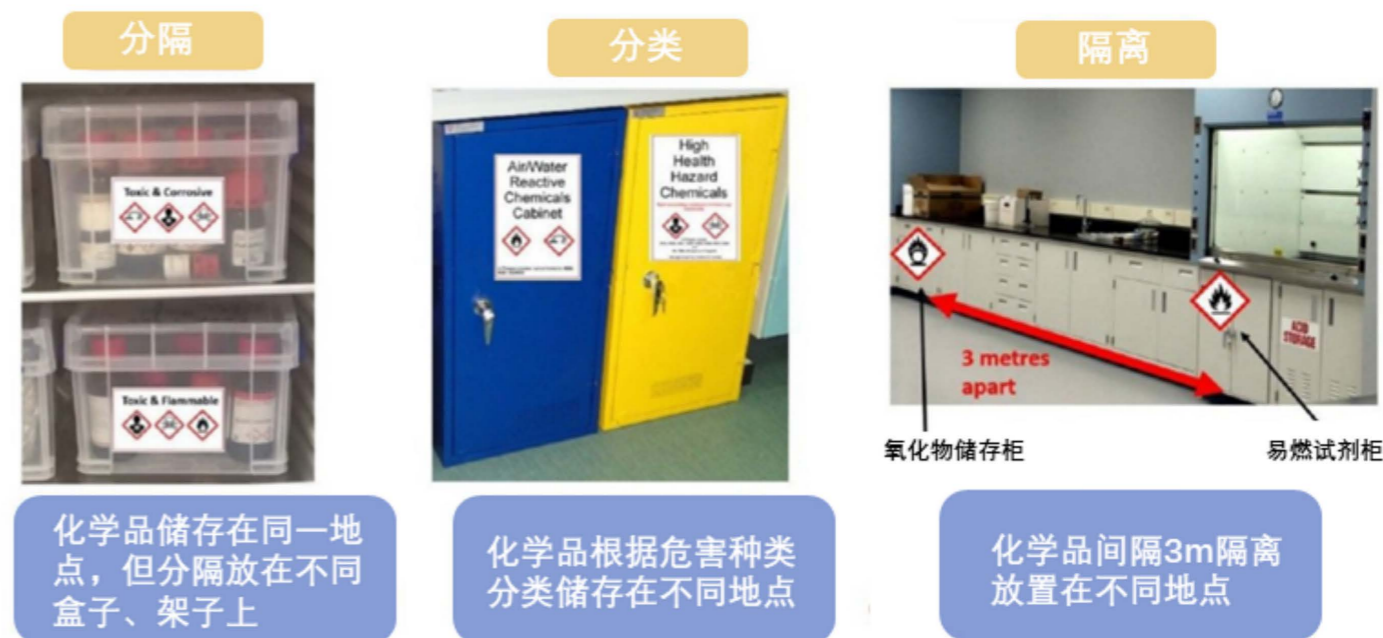 分隔
分类
隔离
Toxic & Corrosive
Toxic & Flammable
Air/Water
Reactive
Chemicals
Cabinet
High
Health
Hazard
Chemicals
3 metres
apart
ACID
STORAGE
氧化物储存柜
易燃试剂柜
化学品储存在同一地
点，但分隔放在不同
盒子、架子上
化学品根据危害种类
分类储存在不同地点
化学品间隔3m隔离
放置在不同地点